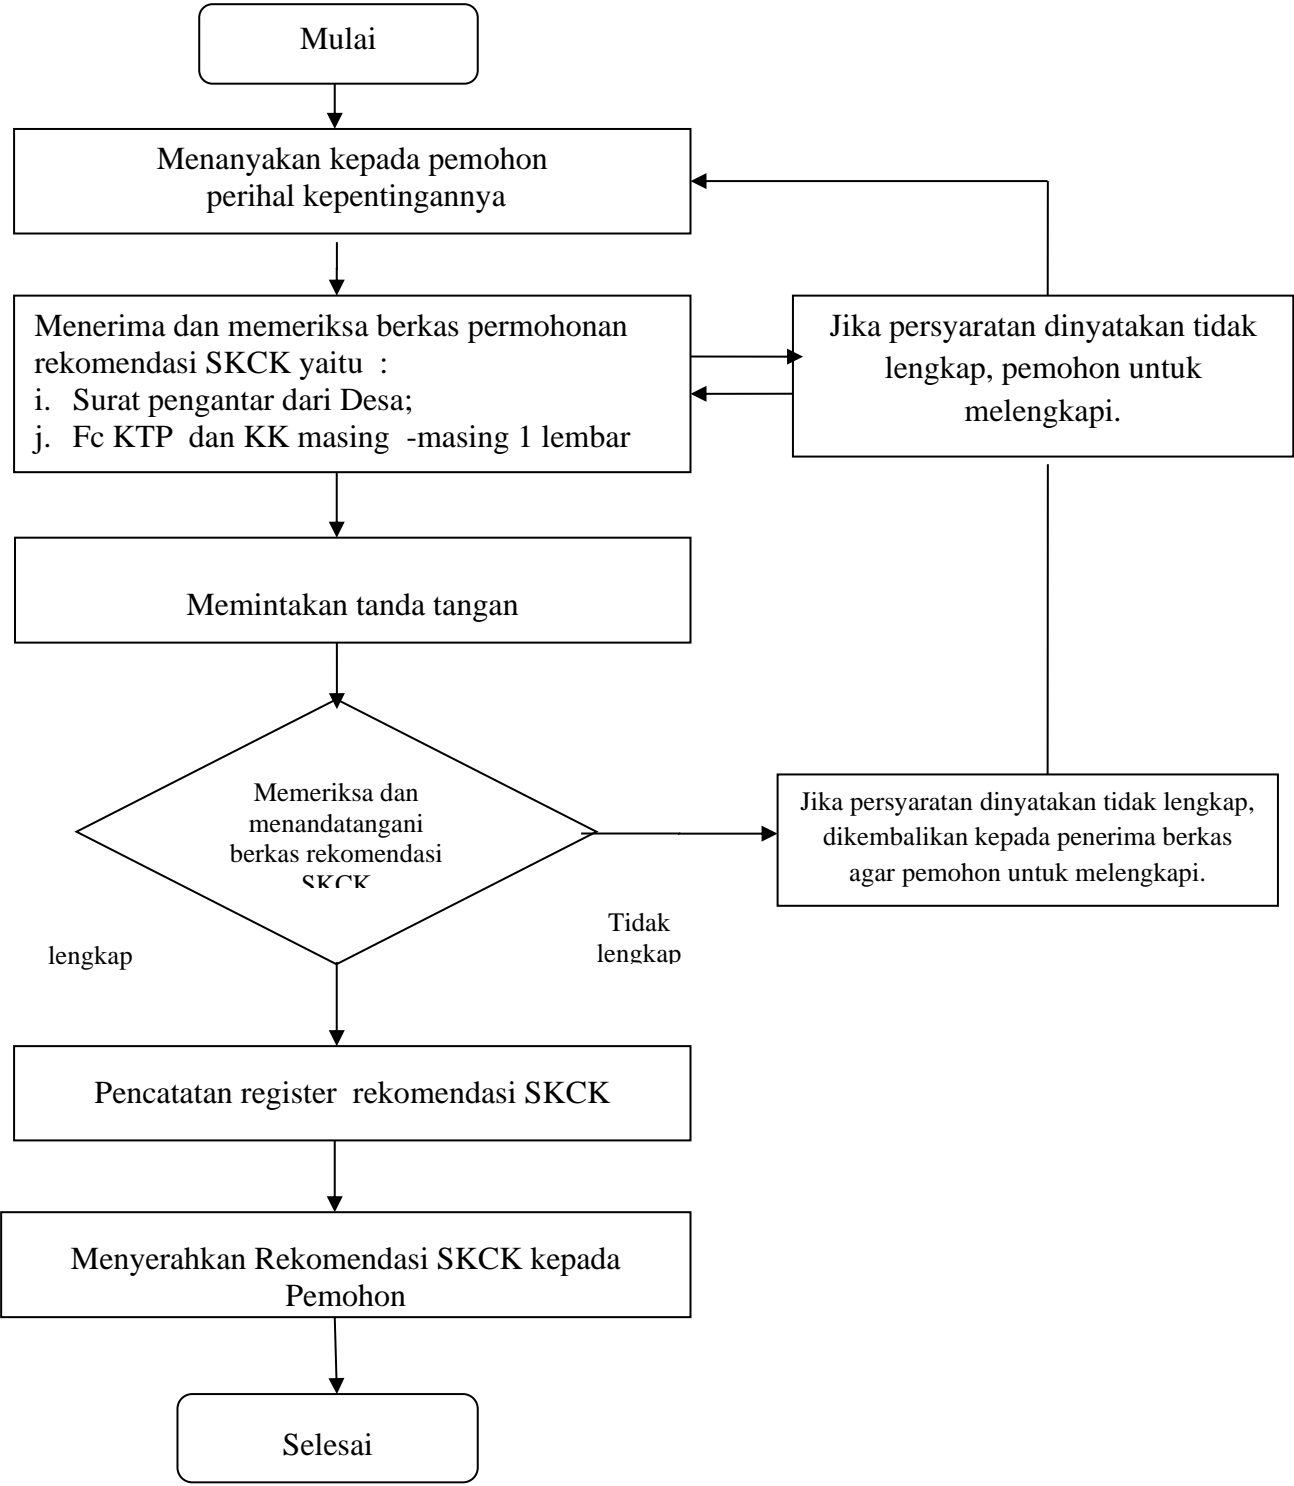 Mulai
Menanyakan kepada pemohon
perihal kepentingannya
Menerima dan memeriksa berkas permohonan
rekomendasi SKCK yaitu  :
i.   Surat pengantar dari Desa;
j.   Fc KTP  dan KK masing  -masing 1 lembar
Jika persyaratan dinyatakan tidak
lengkap, pemohon untuk
melengkapi.
Memintakan tanda tangan
Memeriksa dan
menandatangani
berkas rekomendasi
SKCK
Jika persyaratan dinyatakan tidak lengkap,
dikembalikan kepada penerima berkas
agar pemohon untuk melengkapi.
Tidak
lengkap
lengkap
Pencatatan register  rekomendasi SKCK
Menyerahkan Rekomendasi SKCK kepada
Pemohon
Selesai